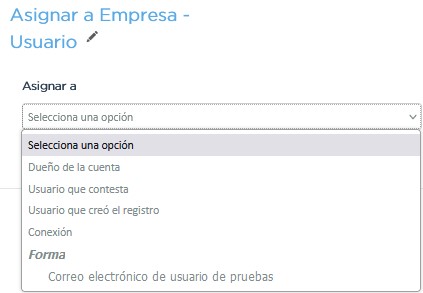 Asignar a Empresa -
Usuario
Asignar a
Selecciona una opción
Selecciona una opción
Dueño de la cuenta
Usuario que contesta
Usuario que creó el registro
Conexión
Forma
Correo electrónico de usuario de pruebas